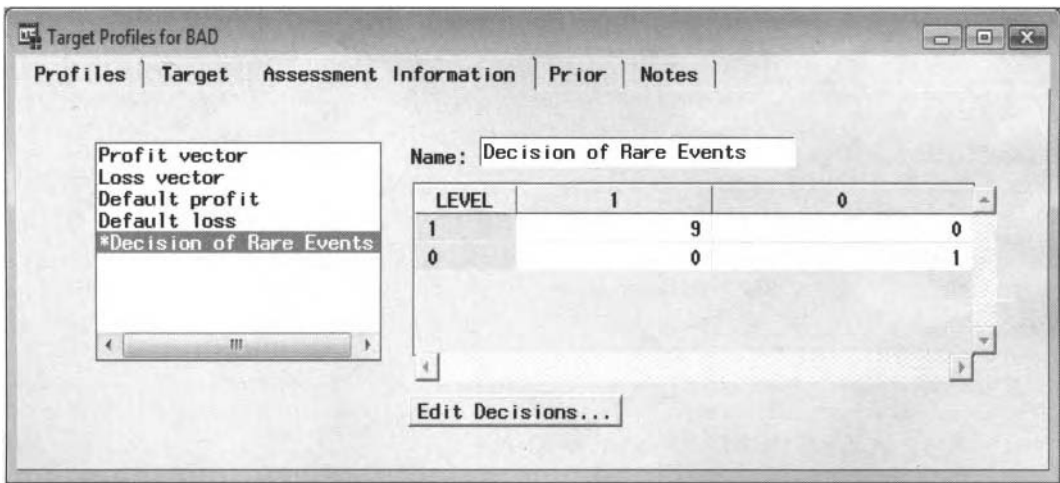 Target Profiles for BAD
Profiles Target Assessment Information Prior Notes
Profit vector
Loss vector
Default profit
Default loss
*Decision of Rare Events
Name: Decision of Rare Events
LEVEL 1 0
1 9 0
0 0 1
Edit Decisions...